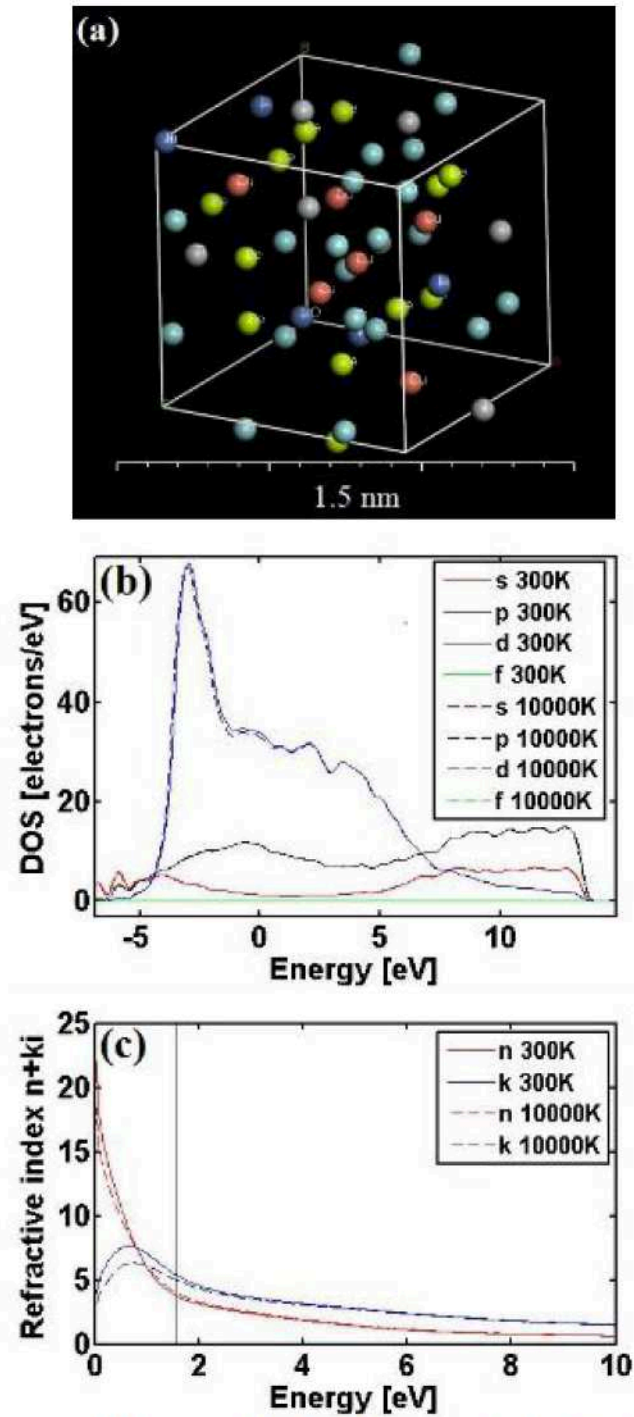 (a)
1.5 nm
(b)
DOS [electrons/eV]
60
40
20
0
s 300K
p 300K
d 300K
f 300K
s 10000K
p 10000K
d 10000K
f 10000K
-5 0 5 10
Energy [eV]
(c)
Refractive index n+ki
25
20
15
10
5
0
n 300K
k 300K
n 10000K
k 10000K
0 2 4 6 8 10
Energy [eV]